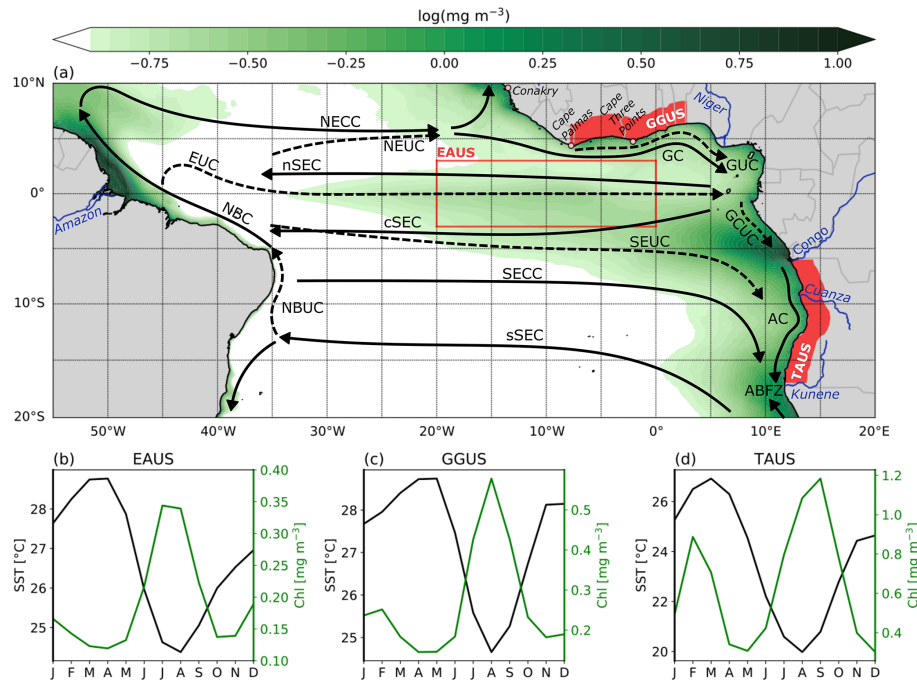 log(mg m⁻³)
−0.75 −0.50 −0.25 0.00 0.25 0.50 0.75 1.00
(a)
10°N
0°
10°S
20°S
50°W 40°W 30°W 20°W 10°W 0° 10°E 20°E
Conakry
Cape
Palmas
Cape
Three
Points
GGUS
Niger
NECC
NEUC
EAUS
GC
GUC
EUC
nSEC
Amazon
NBC
cSEC
SEUC
GCUC
Congo
SECC
Cuanza
NBUC
AC
sSEC
TAUS
ABFZ
Kunene
(b) EAUS
SST [°C]
28
27
26
25
Chl [mg m⁻³]
0.40
0.35
0.30
0.25
0.20
0.15
0.10
J F M A M J J A S O N D
(c) GGUS
SST [°C]
28
27
26
25
Chl [mg m⁻³]
0.5
0.4
0.3
0.2
J F M A M J J A S O N D
(d) TAUS
SST [°C]
26
24
22
20
Chl [mg m⁻³]
1.2
1.0
0.8
0.6
0.4
J F M A M J J A S O N D